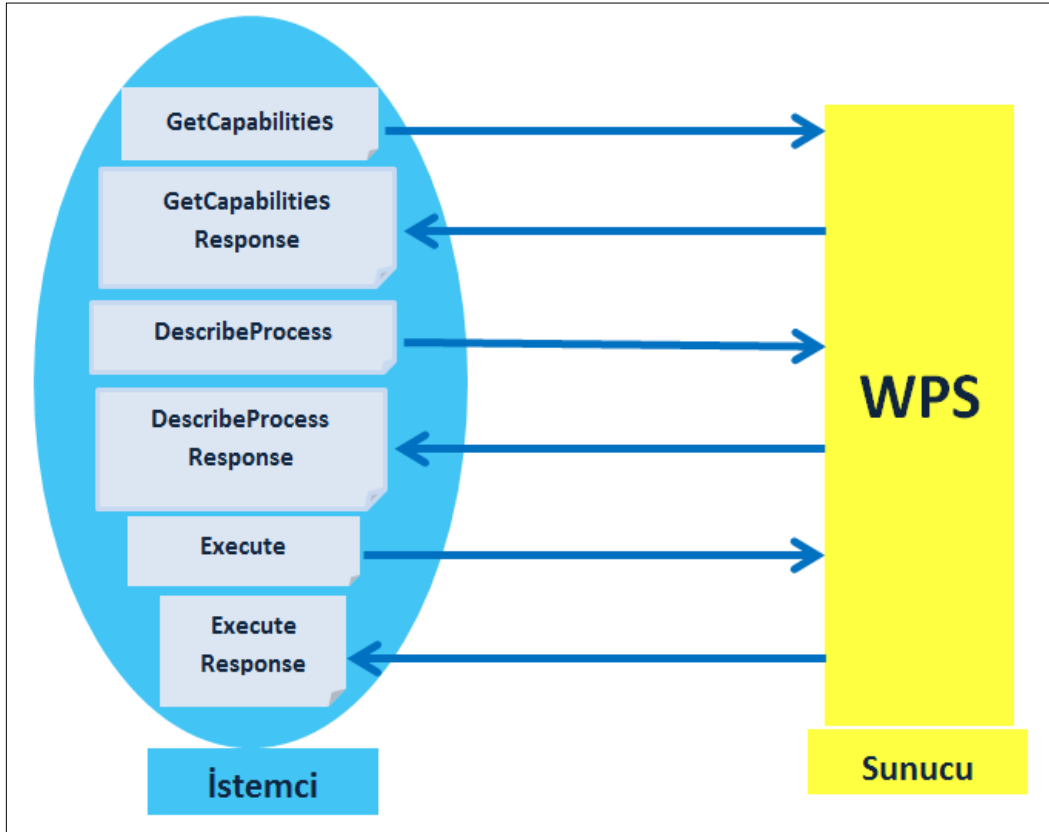 GetCapabilities
GetCapabilities
Response
DescribeProcess
DescribeProcess
Response
Execute
Execute
Response
İstemci
WPS
Sunucu